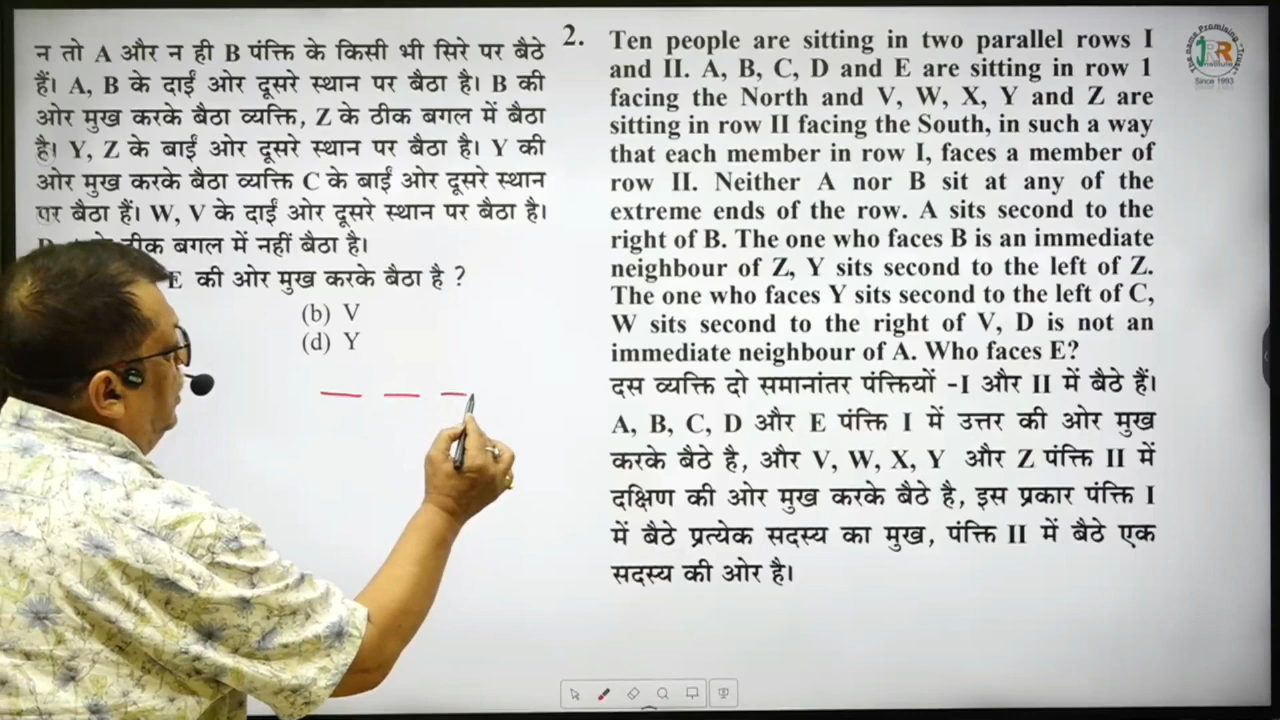 न तो A और न ही B पंक्ति के किसी भी सिरे पर बैठे
हैं। A, B के दाईं ओर दूसरे स्थान पर बैठा है। B की
ओर मुख करके बैठा व्यक्ति, Z के ठीक बगल में बैठा
है। Y, Z के बाईं ओर दूसरे स्थान पर बैठा है। Y की
ओर मुख करके बैठा व्यक्ति C के बाईं ओर दूसरे स्थान
पर बैठा हैं। W, V के दाईं ओर दूसरे स्थान पर बैठा है।
ठीक बगल में नहीं बैठा है।
E की ओर मुख करके बैठा है ?
(b) V
(d) Y
2. Ten people are sitting in two parallel rows I
and II. A, B, C, D and E are sitting in row 1
facing the North and V, W, X, Y and Z are
sitting in row II facing the South, in such a way
that each member in row I, faces a member of
row II. Neither A nor B sit at any of the
extreme ends of the row. A sits second to the
right of B. The one who faces B is an immediate
neighbour of Z, Y sits second to the left of Z.
The one who faces Y sits second to the left of C,
W sits second to the right of V, D is not an
immediate neighbour of A. Who faces E?
दस व्यक्ति दो समानांतर पंक्तियों -I और II में बैठे हैं।
A, B, C, D और E पंक्ति I में उत्तर की ओर मुख
करके बैठे है, और V, W, X, Y और Z पंक्ति II में
दक्षिण की ओर मुख करके बैठे है, इस प्रकार पंक्ति I
में बैठे प्रत्येक सदस्य का मुख, पंक्ति II में बैठे एक
सदस्य की ओर है।
The name Promising "Trust"
JRR
Institute
Since 1993